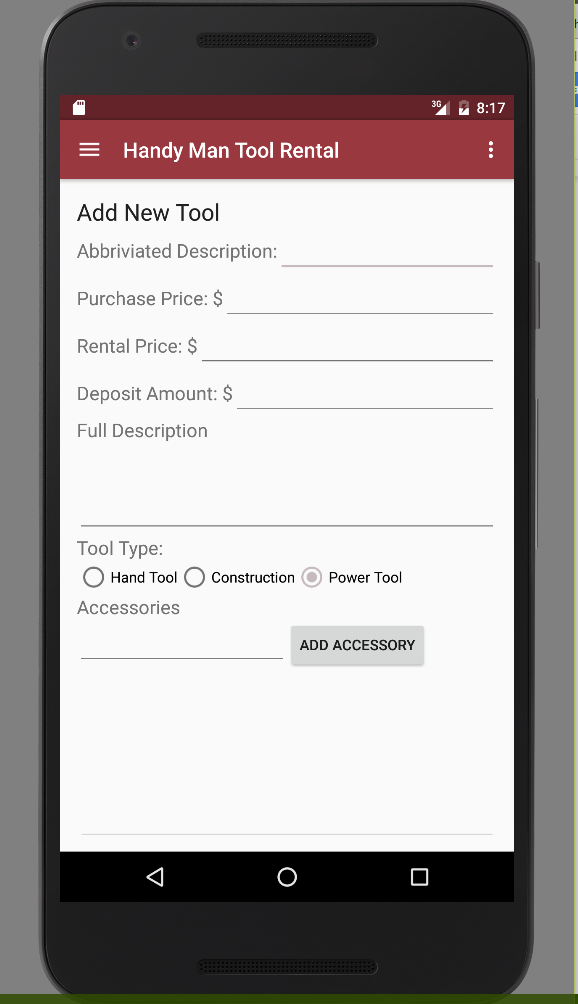 3G 8:17
Handy Man Tool Rental
Add New Tool
Abbriviated Description:
Purchase Price: $
Rental Price: $
Deposit Amount: $
Full Description
Tool Type:
Hand Tool Construction Power Tool
Accessories
ADD ACCESSORY